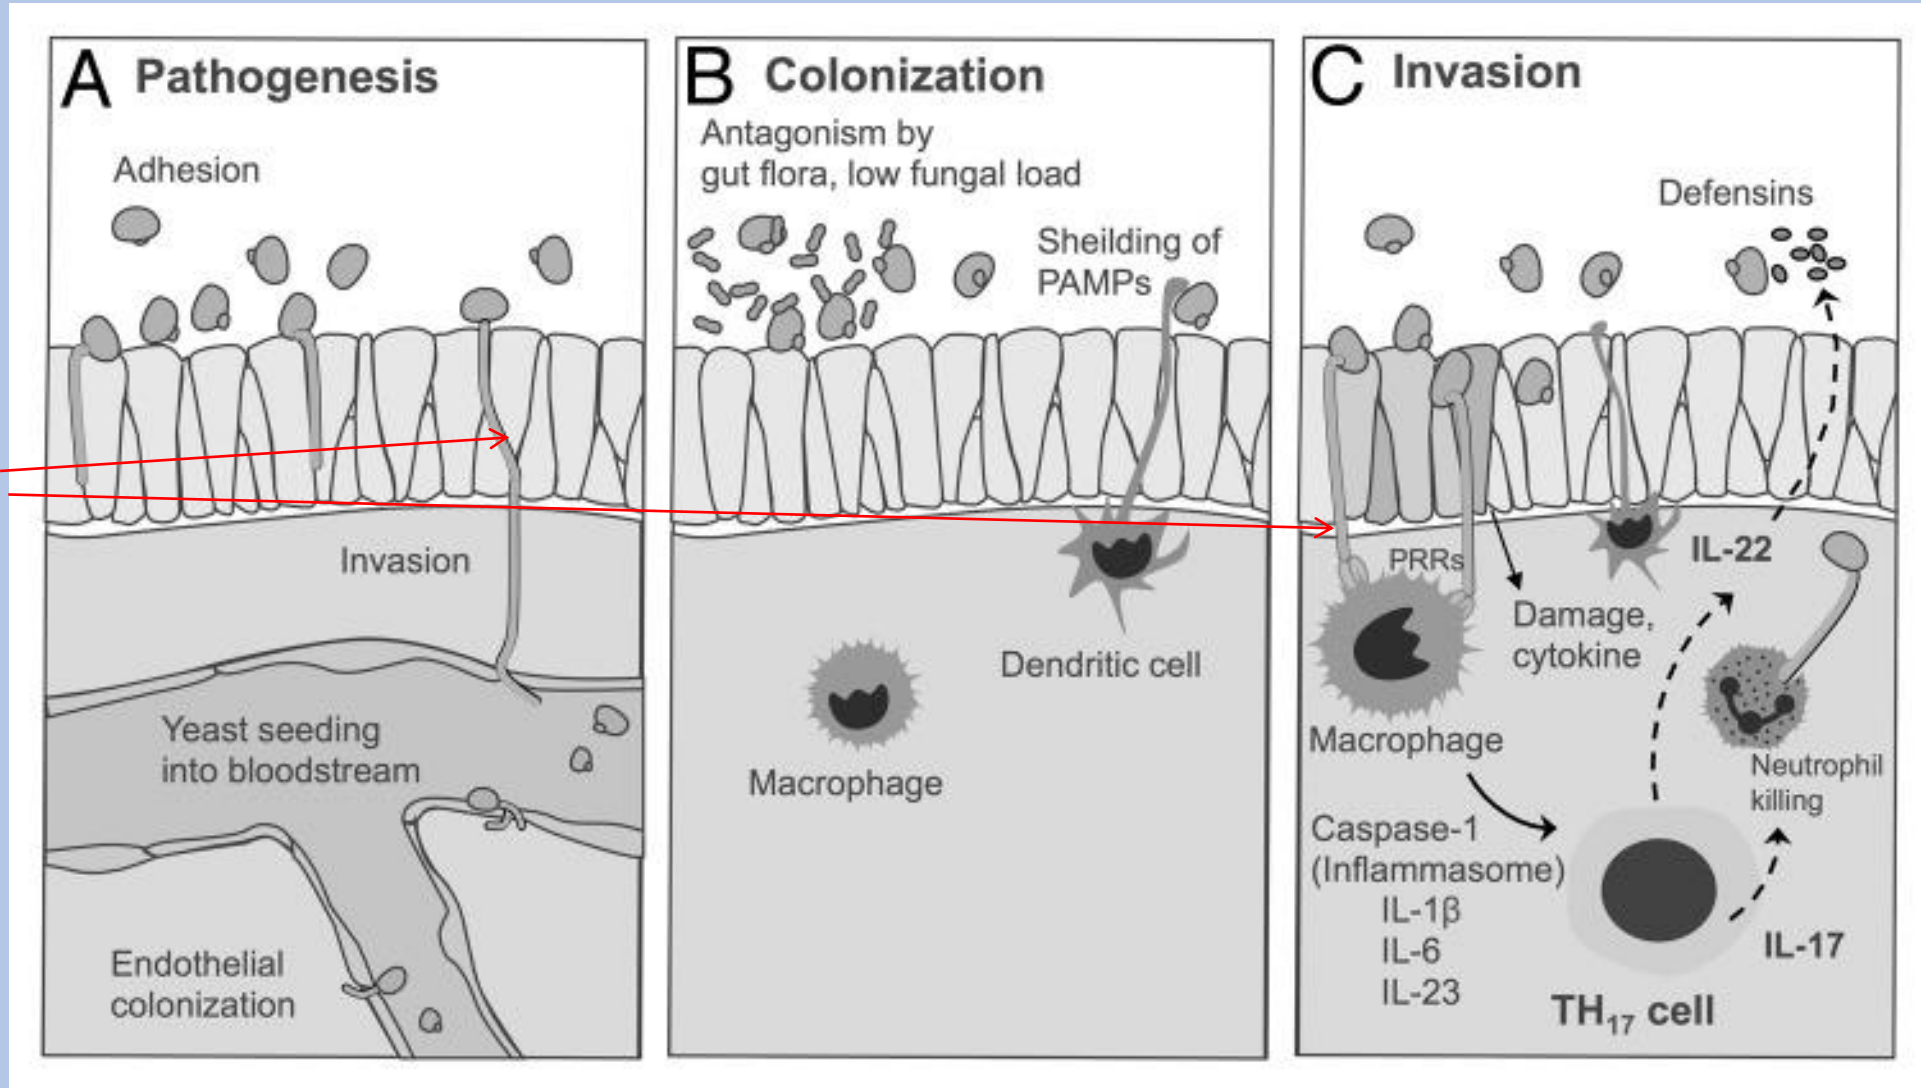 A Pathogenesis
Adhesion
Invasion
Yeast seeding
into bloodstream
Endothelial
colonization
B Colonization
Antagonism by
gut flora, low fungal load
Sheilding of
PAMPs
Dendritic cell
Macrophage
C Invasion
Defensins
PRRs
IL-22
Damage,
cytokine
Macrophage
Neutrophil
killing
Caspase-1
(Inflammasome)
IL-1β
IL-6
IL-23
IL-17
TH17 cell